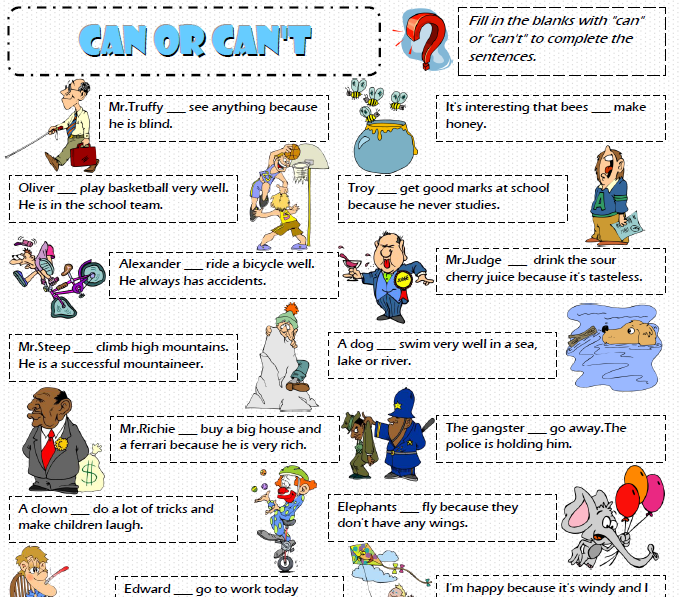 CAN OR CAN'T
Fill in the blanks with "can"
or "can't" to complete the
sentences.
Mr.Truffy ___ see anything because
he is blind.
It's interesting that bees ___ make
honey.
Oliver ___ play basketball very well.
He is in the school team.
Troy ___ get good marks at school
because he never studies.
Alexander ___ ride a bicycle well.
He always has accidents.
Mr.Judge ___ drink the sour
cherry juice because it's tasteless.
Mr.Steep ___ climb high mountains.
He is a successful mountaineer.
A dog ___ swim very well in a sea,
lake or river.
Mr.Richie ___ buy a big house and
a ferrari because he is very rich.
The gangster ___ go away.The
police is holding him.
A clown ___ do a lot of tricks and
make children laugh.
Elephants ___ fly because they
don't have any wings.
Edward ___ go to work today
I'm happy because it's windy and I